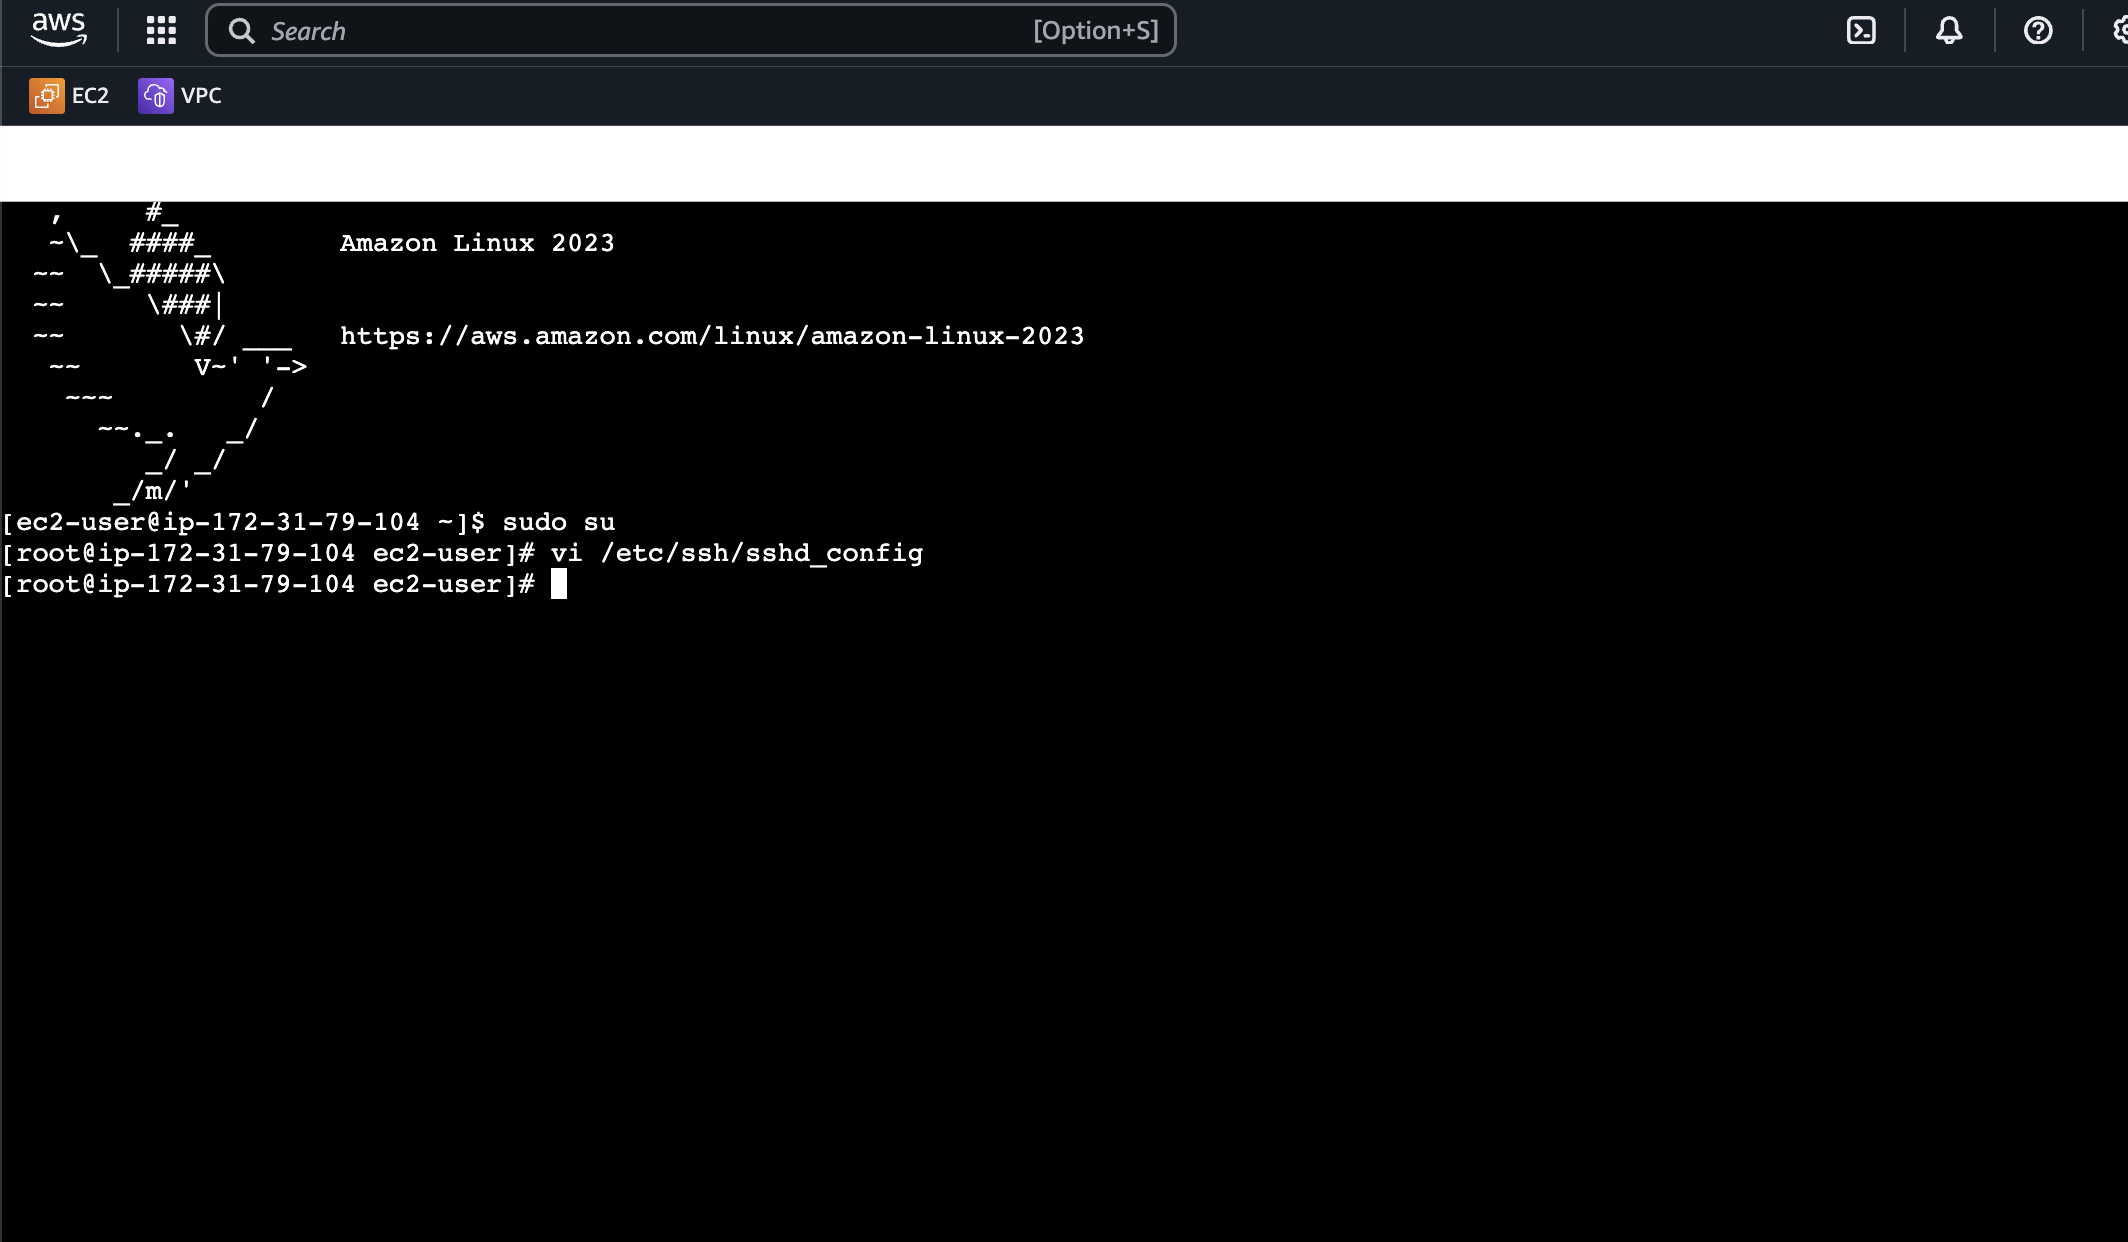 aws
Search [Option+S]
EC2 VPC
   ,     #_
   ~\_  ####_        Amazon Linux 2023
  ~~  \_#####\
  ~~     \###|
  ~~       \#/ ___   https://aws.amazon.com/linux/amazon-linux-2023
   ~~       V~' '->
    ~~~         /
      ~~._.   _/
         _/ _/
       _/m/'
[ec2-user@ip-172-31-79-104 ~]$ sudo su
[root@ip-172-31-79-104 ec2-user]# vi /etc/ssh/sshd_config
[root@ip-172-31-79-104 ec2-user]#